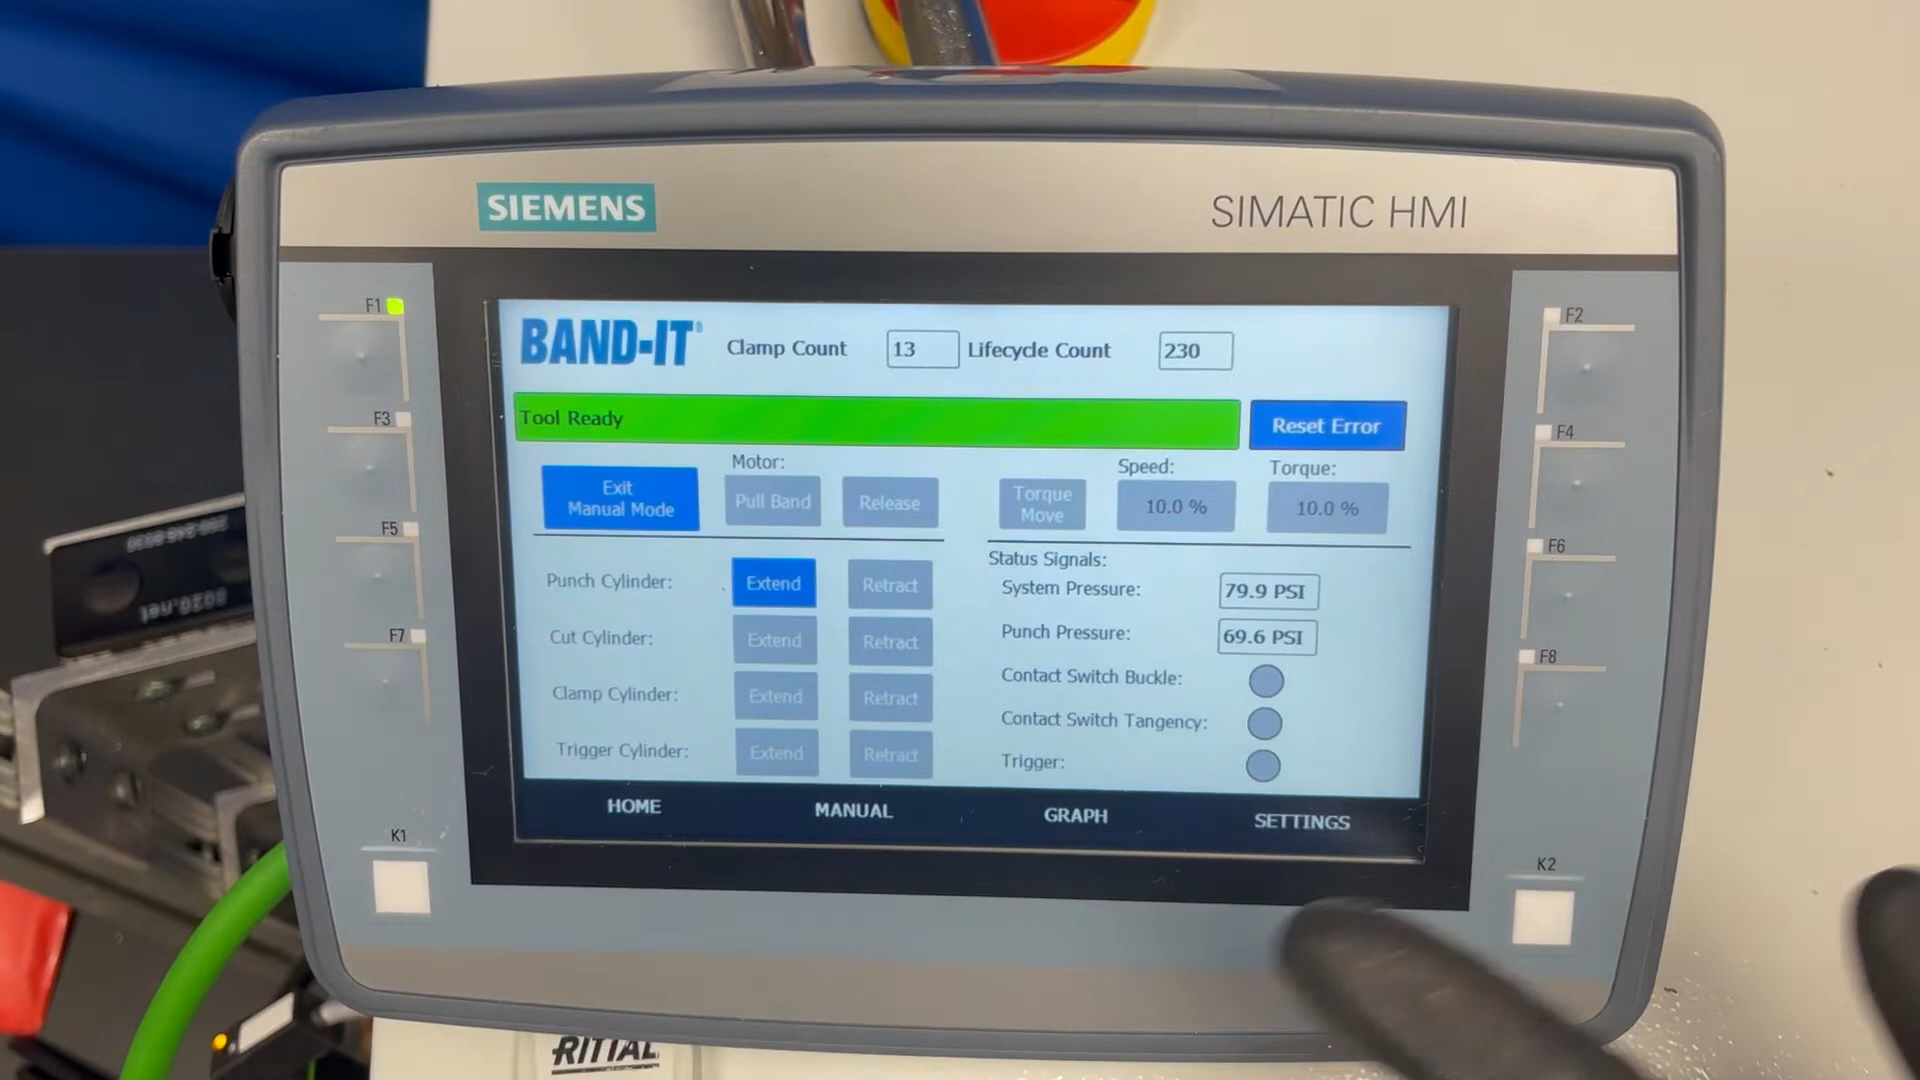 SIEMENS
SIMATIC HMI
F1
F2
F3
F4
F5
F6
F7
F8
K1
K2
BAND-IT®
Clamp Count 13 Lifecycle Count 230
Tool Ready
Reset Error
Exit
Manual Mode
Motor:
Pull Band
Release
Torque
Move
Speed:
10.0 %
Torque:
10.0 %
Punch Cylinder: Extend Retract
Cut Cylinder: Extend Retract
Clamp Cylinder: Extend Retract
Trigger Cylinder: Extend Retract
Status Signals:
System Pressure: 79.9 PSI
Punch Pressure: 69.6 PSI
Contact Switch Buckle:
Contact Switch Tangency:
Trigger:
HOME MANUAL GRAPH SETTINGS
8020.net
RITTAL